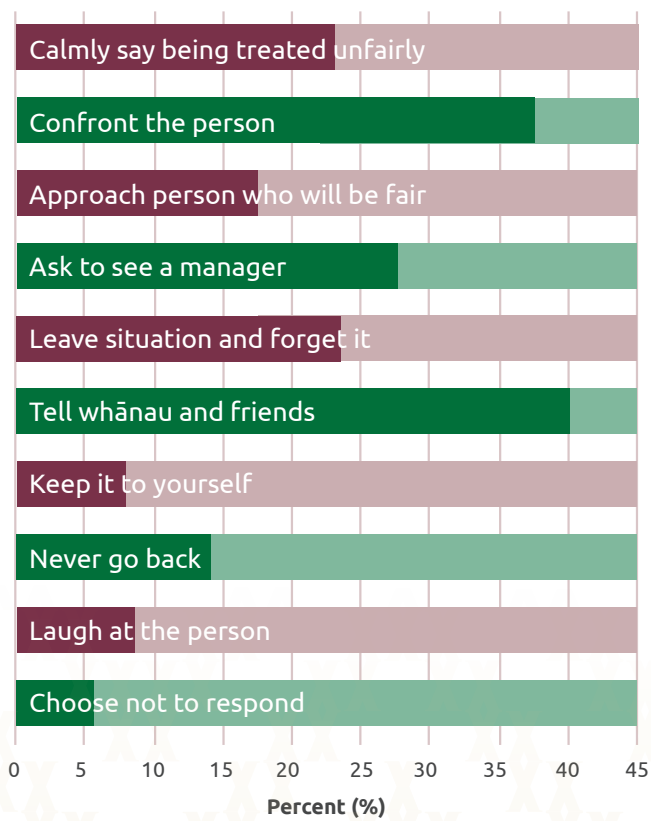 Calmly say being treated unfairly
Confront the person
Approach person who will be fair
Ask to see a manager
Leave situation and forget it
Tell whānau and friends
Keep it to yourself
Never go back
Laugh at the person
Choose not to respond
0 5 10 15 20 25 30 35 40 45
Percent (%)